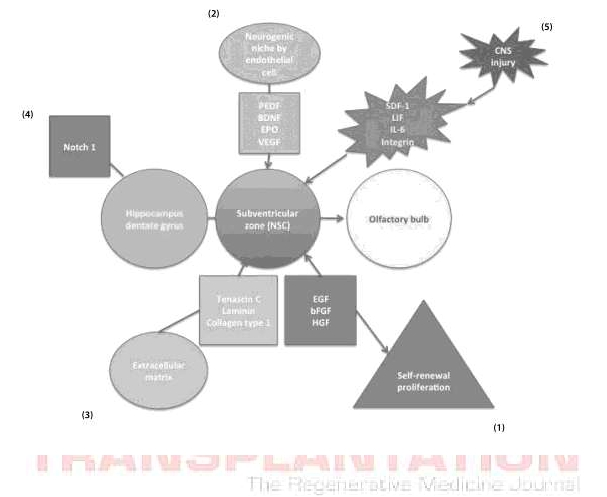 (2)
(5)
Neurogenic
niche by
endothelial
cell
CNS
injury
PEDF
BDNF
EPO
VEGF
SDF-1
LIF
IL-6
Integrin
(4)
Notch 1
Hippocampus
dentate gyrus
Subventricular
zone (NSC)
Olfactory bulb
Tenascin C
Laminin
Collagen type 1
EGF
bFGF
HGF
Extracellular
matrix
Self-renewal
proliferation
(3)
(1)
TRANSPLANTATION
The Regenerative Medicine Journal